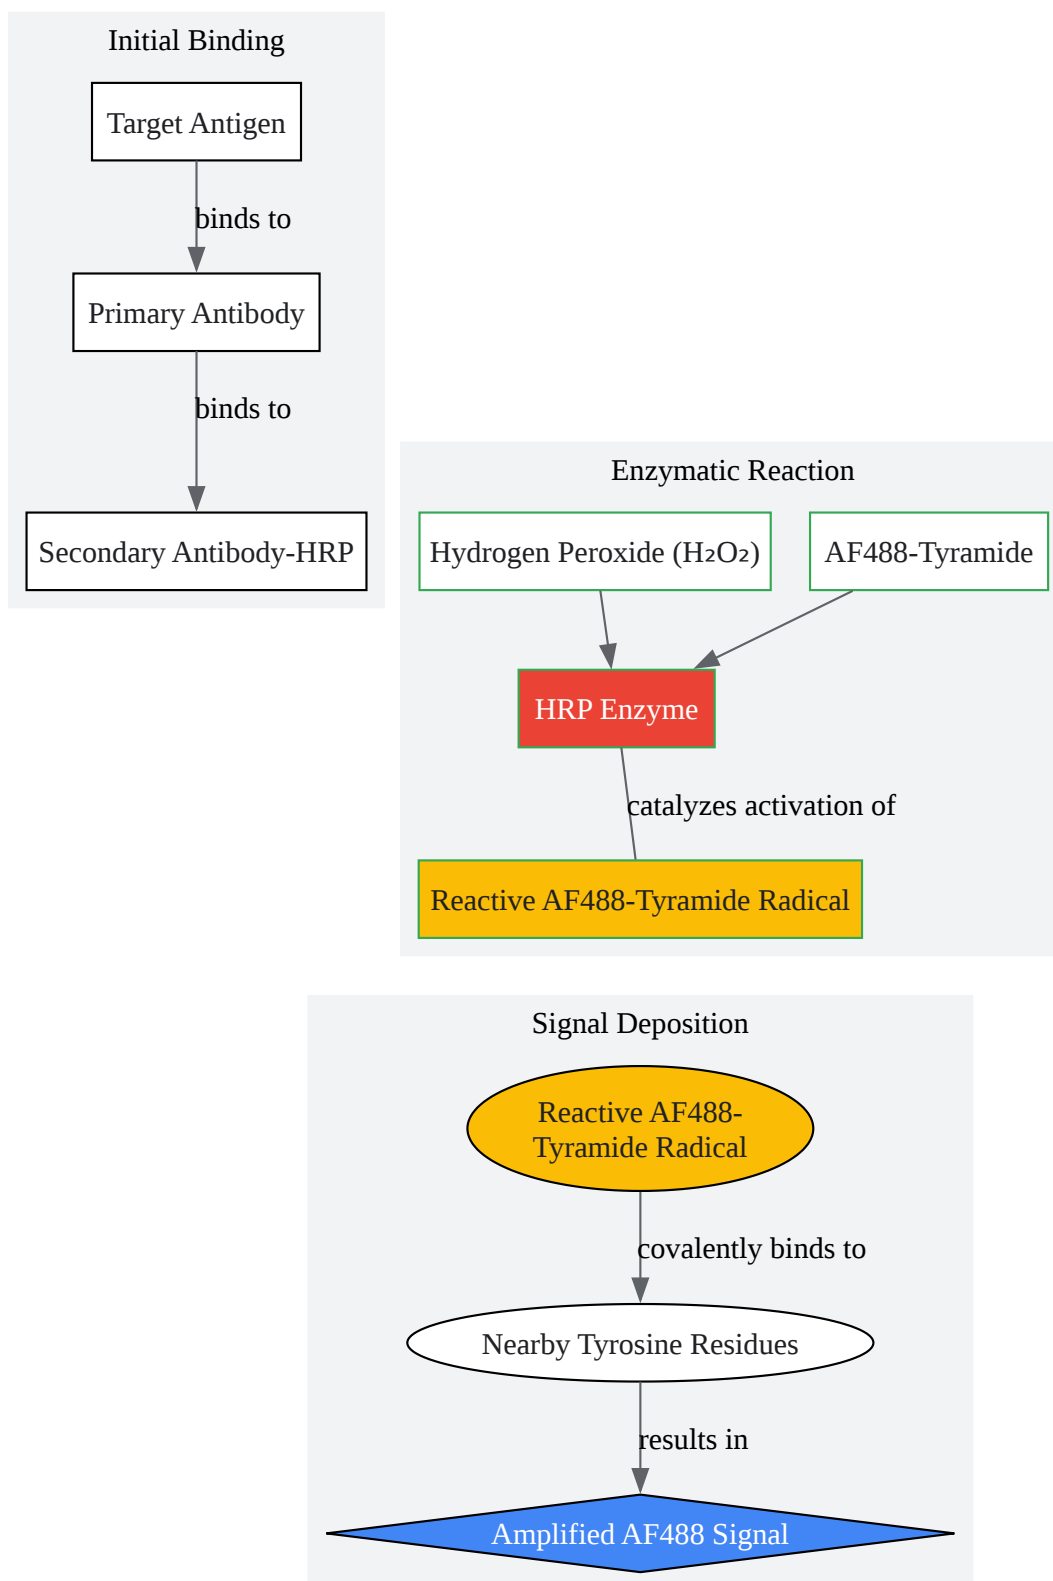 Initial Binding
Target Antigen
binds to
Primary Antibody
binds to
Secondary Antibody-HRP
Enzymatic Reaction
Hydrogen Peroxide (H₂O₂)
AF488-Tyramide
HRP Enzyme
catalyzes activation of
Reactive AF488-Tyramide Radical
Signal Deposition
Reactive AF488-
Tyramide Radical
covalently binds to
Nearby Tyrosine Residues
results in
Amplified AF488 Signal